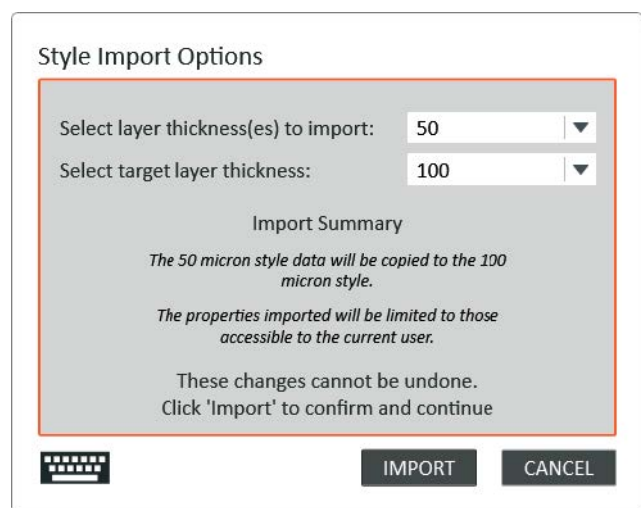 Style Import Options
Select layer thickness(es) to import: 50
Select target layer thickness: 100
Import Summary
The 50 micron style data will be copied to the 100
micron style.
The properties imported will be limited to those
accessible to the current user.
These changes cannot be undone.
Click 'Import' to confirm and continue
IMPORT CANCEL